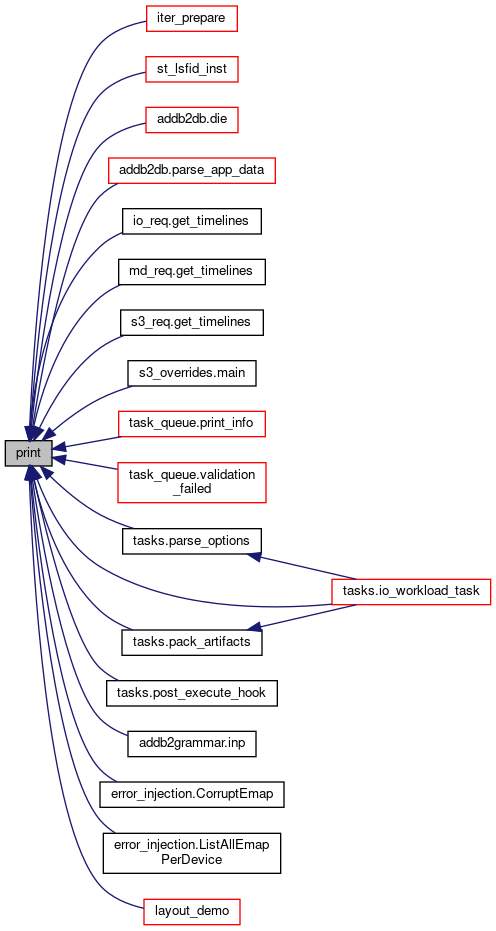 iter_prepare
st_lsfid_inst
addb2db.die
addb2db.parse_app_data
io_req.get_timelines
md_req.get_timelines
s3_req.get_timelines
s3_overrides.main
task_queue.print_info
print
task_queue.validation
_failed
tasks.parse_options
tasks.io_workload_task
tasks.pack_artifacts
tasks.post_execute_hook
addb2grammar.inp
error_injection.CorruptEmap
error_injection.ListAllEmap
PerDevice
layout_demo